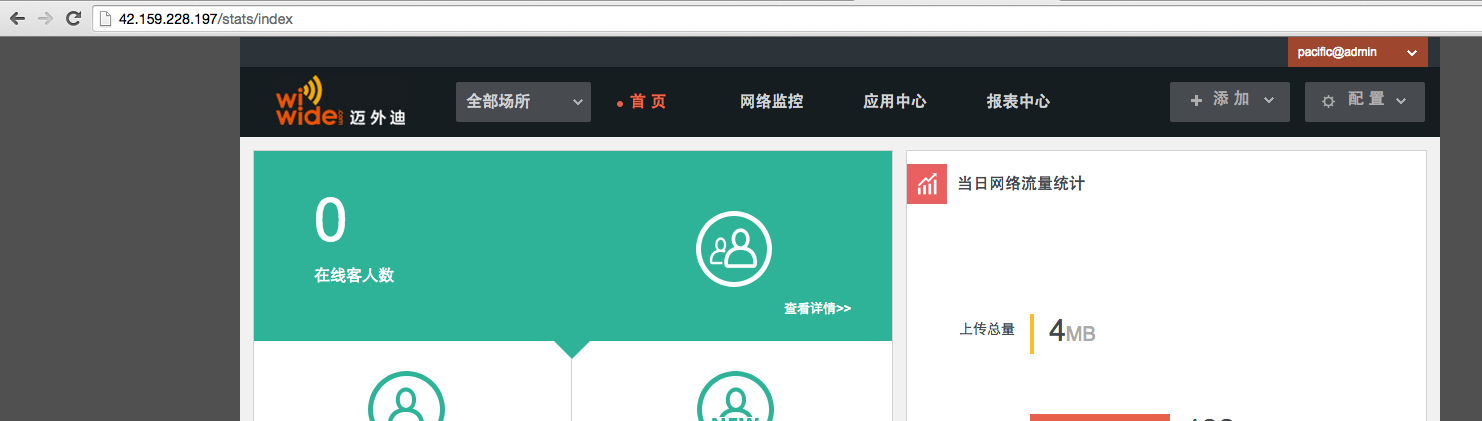 42.159.228.197/stats/index
pacific@admin
wiwide.com 迈外迪
全部场所
首页
网络监控
应用中心
报表中心
添加
配置
0
在线客人数
查看详情>>
当日网络流量统计
上传总量
4MB
NEW